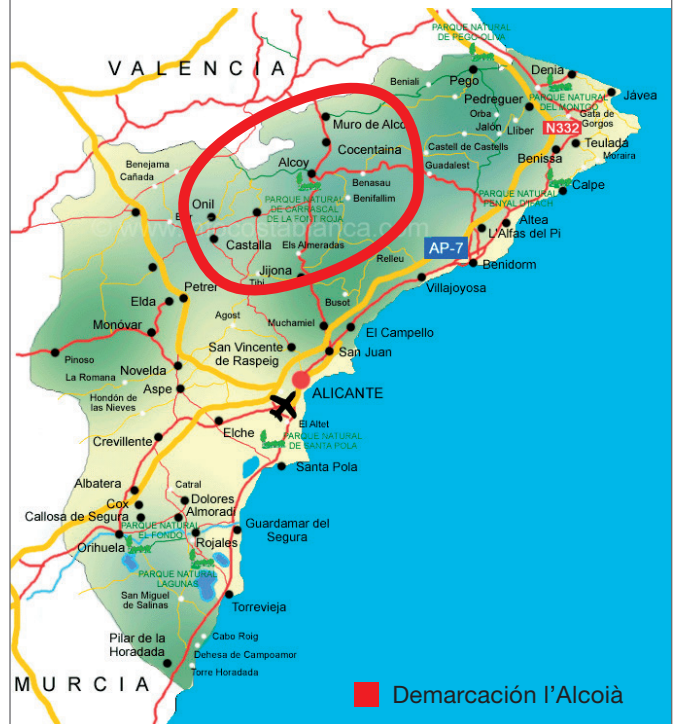 PARQUE NATURAL
DE PEGO-OLIVA
VALENCIA
Denia
Beniali
Pego
PARQUE NATURAL
DEL MONTGO
Jávea
Pedreguer
Orba
Gata de
Gorgos
Muro de Alco
Jalón
Lliber
N332
Teulada
Cocentaina
Castell de Castells
Benissa
Moraira
Benejama
Alcoy
Guadalest
Cañada
Benasau
Calpe
PARQUE NATURAL
DE CARRASCAL
DE LA FONT ROJA
Benifallim
PARQUE NATURAL
PENYAL D'IFACH
Onil
Altea
L'Alfas del Pi
Castalla
Els Almeradas
AP-7
Relleu
Benidorm
Jijona
Tibi
Villajoyosa
Petrer
Elda
Busot
Agost
Muchamiel
Monóvar
El Campello
San Vincente
de Raspeig
San Juan
Pinoso
Novelda
La Romana
Aspe
ALICANTE
Hondón de
las Nieves
El Altet
Elche
Crevillente
PARQUE NATURAL
DE SANTA POLA
Santa Pola
Albatera
Catral
Cox
Dolores
Callosa de Segura
Almoradi
PARQUE NATURAL
EL FONDO
Guardamar del
Segura
Orihuela
Rojales
PARQUE NATURAL
LAGUNAS
San Miguel
de Salinas
Torrevieja
Pilar de la
Horadada
Cabo Roig
Dehesa de Campoamor
Torre Horadada
MURCIA
Demarcación l'Alcoià